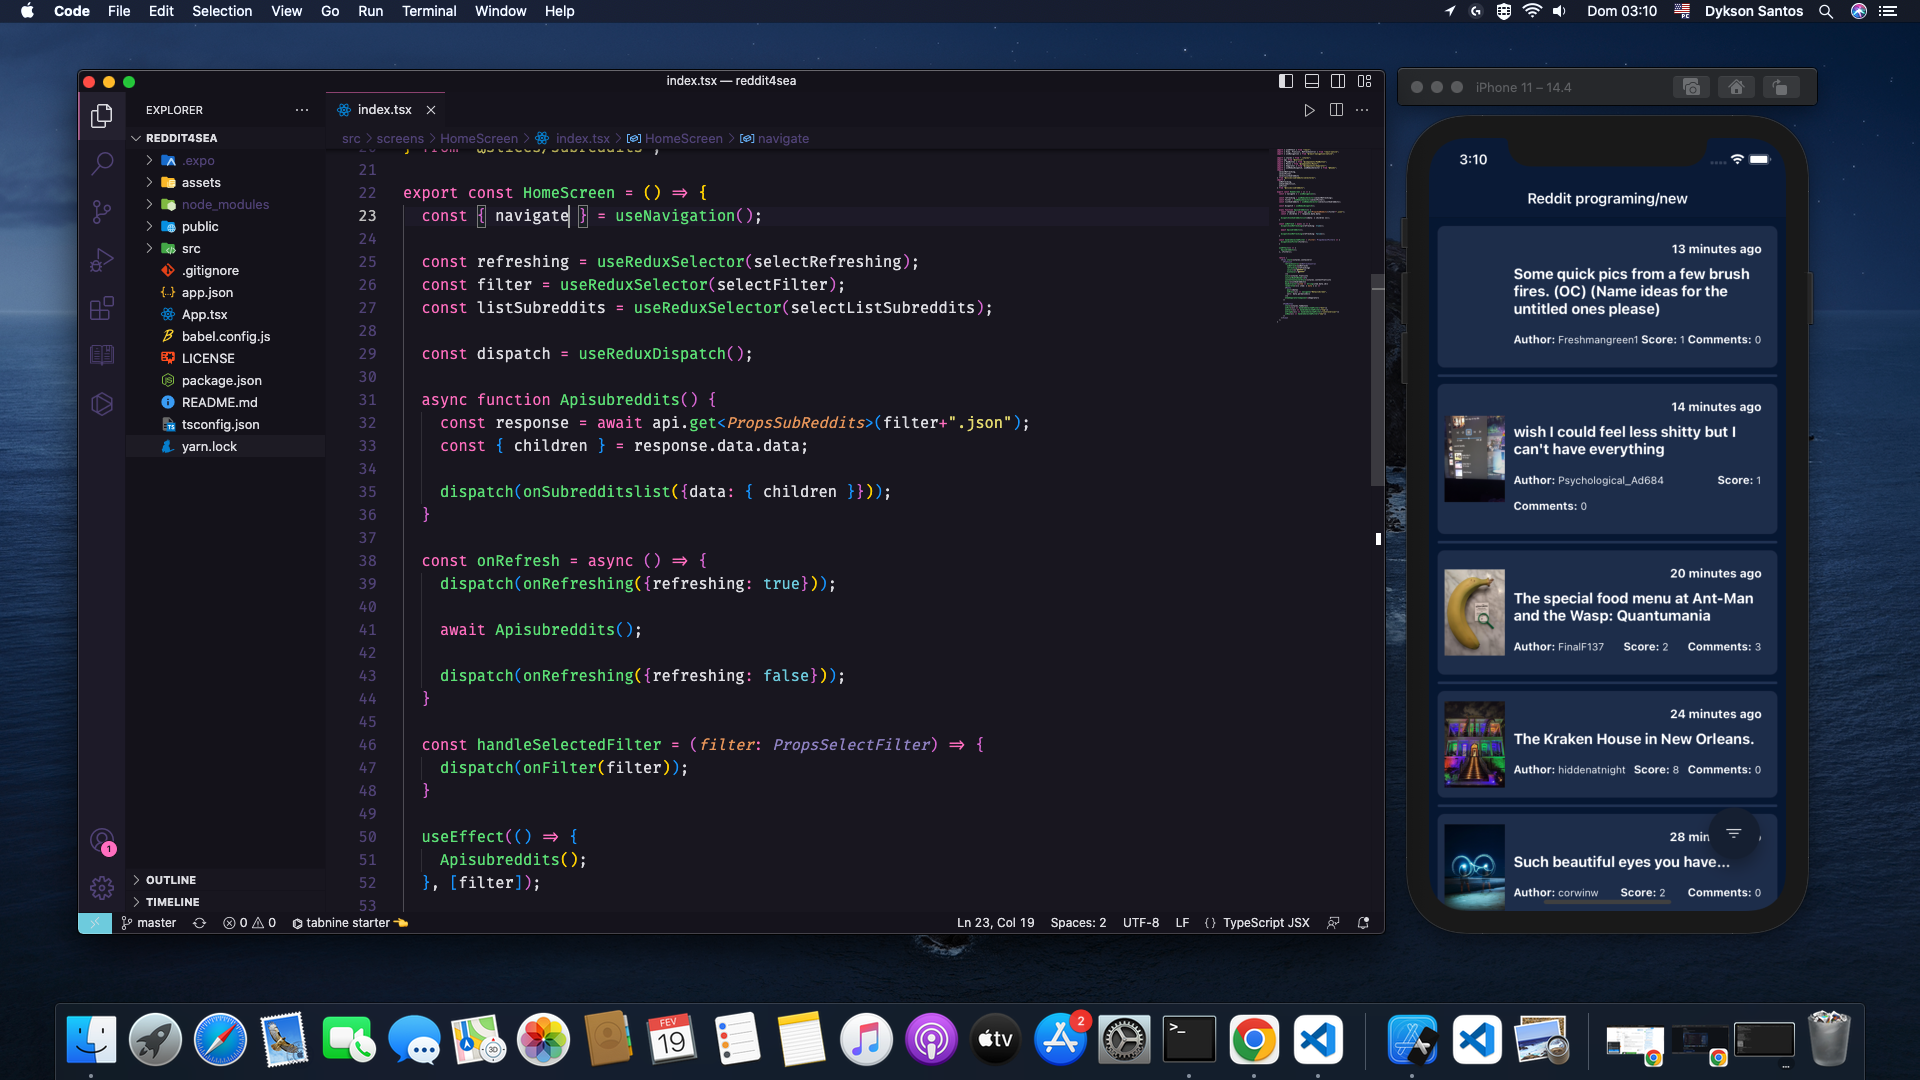 Code File Edit Selection View Go Run Terminal Window Help
Dom 03:10 Dykson Santos
index.tsx — reddit4sea
EXPLORER
REDDIT4SEA
.expo
assets
node_modules
public
src
.gitignore
app.json
App.tsx
babel.config.js
LICENSE
package.json
README.md
tsconfig.json
yarn.lock
OUTLINE
TIMELINE
index.tsx
src > screens > HomeScreen > index.tsx > HomeScreen > navigate
21
22 export const HomeScreen = () => {
23 const { navigate } = useNavigation();
24
25 const refreshing = useReduxSelector(selectRefreshing);
26 const filter = useReduxSelector(selectFilter);
27 const listSubreddits = useReduxSelector(selectListSubreddits);
28
29 const dispatch = useReduxDispatch();
30
31 async function Apisubreddits() {
32 const response = await api.get<PropsSubReddits>(filter+".json");
33 const { children } = response.data.data;
34
35 dispatch(onSubredditslist({data: { children }}));
36 }
37
38 const onRefresh = async () => {
39 dispatch(onRefreshing({refreshing: true}));
40
41 await Apisubreddits();
42
43 dispatch(onRefreshing({refreshing: false}));
44 }
45
46 const handleSelectedFilter = (filter: PropsSelectFilter) => {
47 dispatch(onFilter(filter));
48 }
49
50 useEffect(() => {
51 Apisubreddits();
52 }, [filter]);
53
1
master 0 0 tabnine starter
Ln 23, Col 19 Spaces: 2 UTF-8 LF {} TypeScript JSX
iPhone 11 – 14.4
3:10
Reddit programing/new
13 minutes ago
Some quick pics from a few brush
fires. (OC) (Name ideas for the
untitled ones please)
Author: Freshmangreen1 Score: 1 Comments: 0
14 minutes ago
wish I could feel less shitty but I
can't have everything
Author: Psychological_Ad684 Score: 1
Comments: 0
20 minutes ago
The special food menu at Ant-Man
and the Wasp: Quantumania
Author: FinalF137 Score: 2 Comments: 3
24 minutes ago
The Kraken House in New Orleans.
Author: hiddenatnight Score: 8 Comments: 0
28 min
Such beautiful eyes you have...
Author: corwinw Score: 2 Comments: 0
3D
FEV
19
tv
2
>_